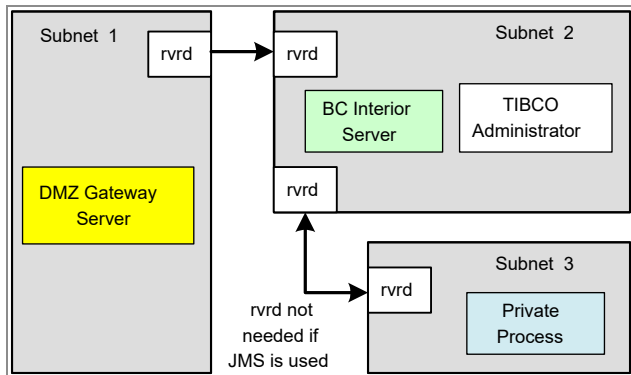 Subnet 1
rvrd
DMZ Gateway
Server
Subnet 2
rvrd
BC Interior
Server
TIBCO
Administrator
rvrd
rvrd not
needed if
JMS is used
Subnet 3
rvrd
Private
Process